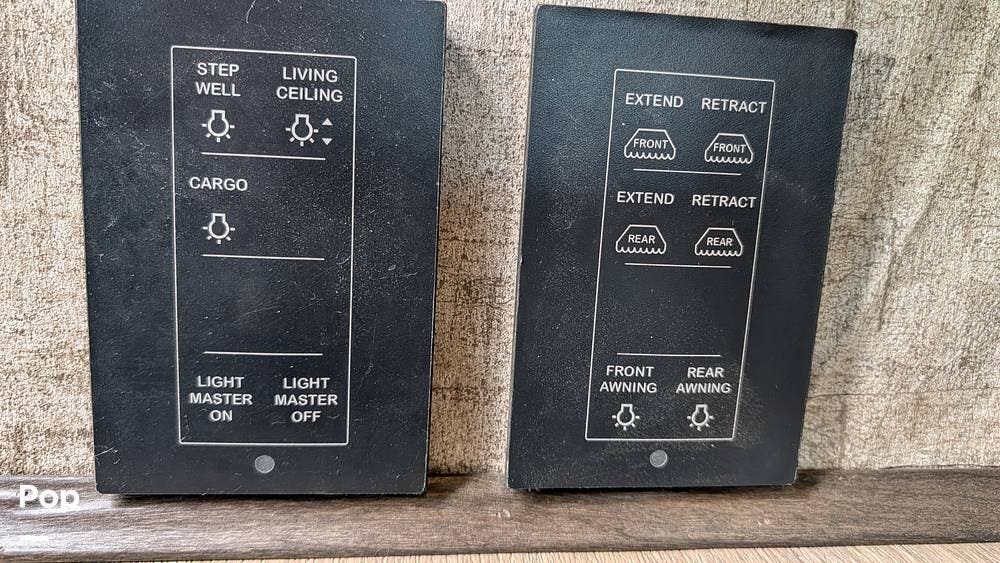 STEP
WELL
LIVING
CEILING
CARGO
LIGHT
MASTER
ON
LIGHT
MASTER
OFF
EXTEND RETRACT
FRONT FRONT
EXTEND RETRACT
REAR REAR
FRONT
AWNING
REAR
AWNING
Pop